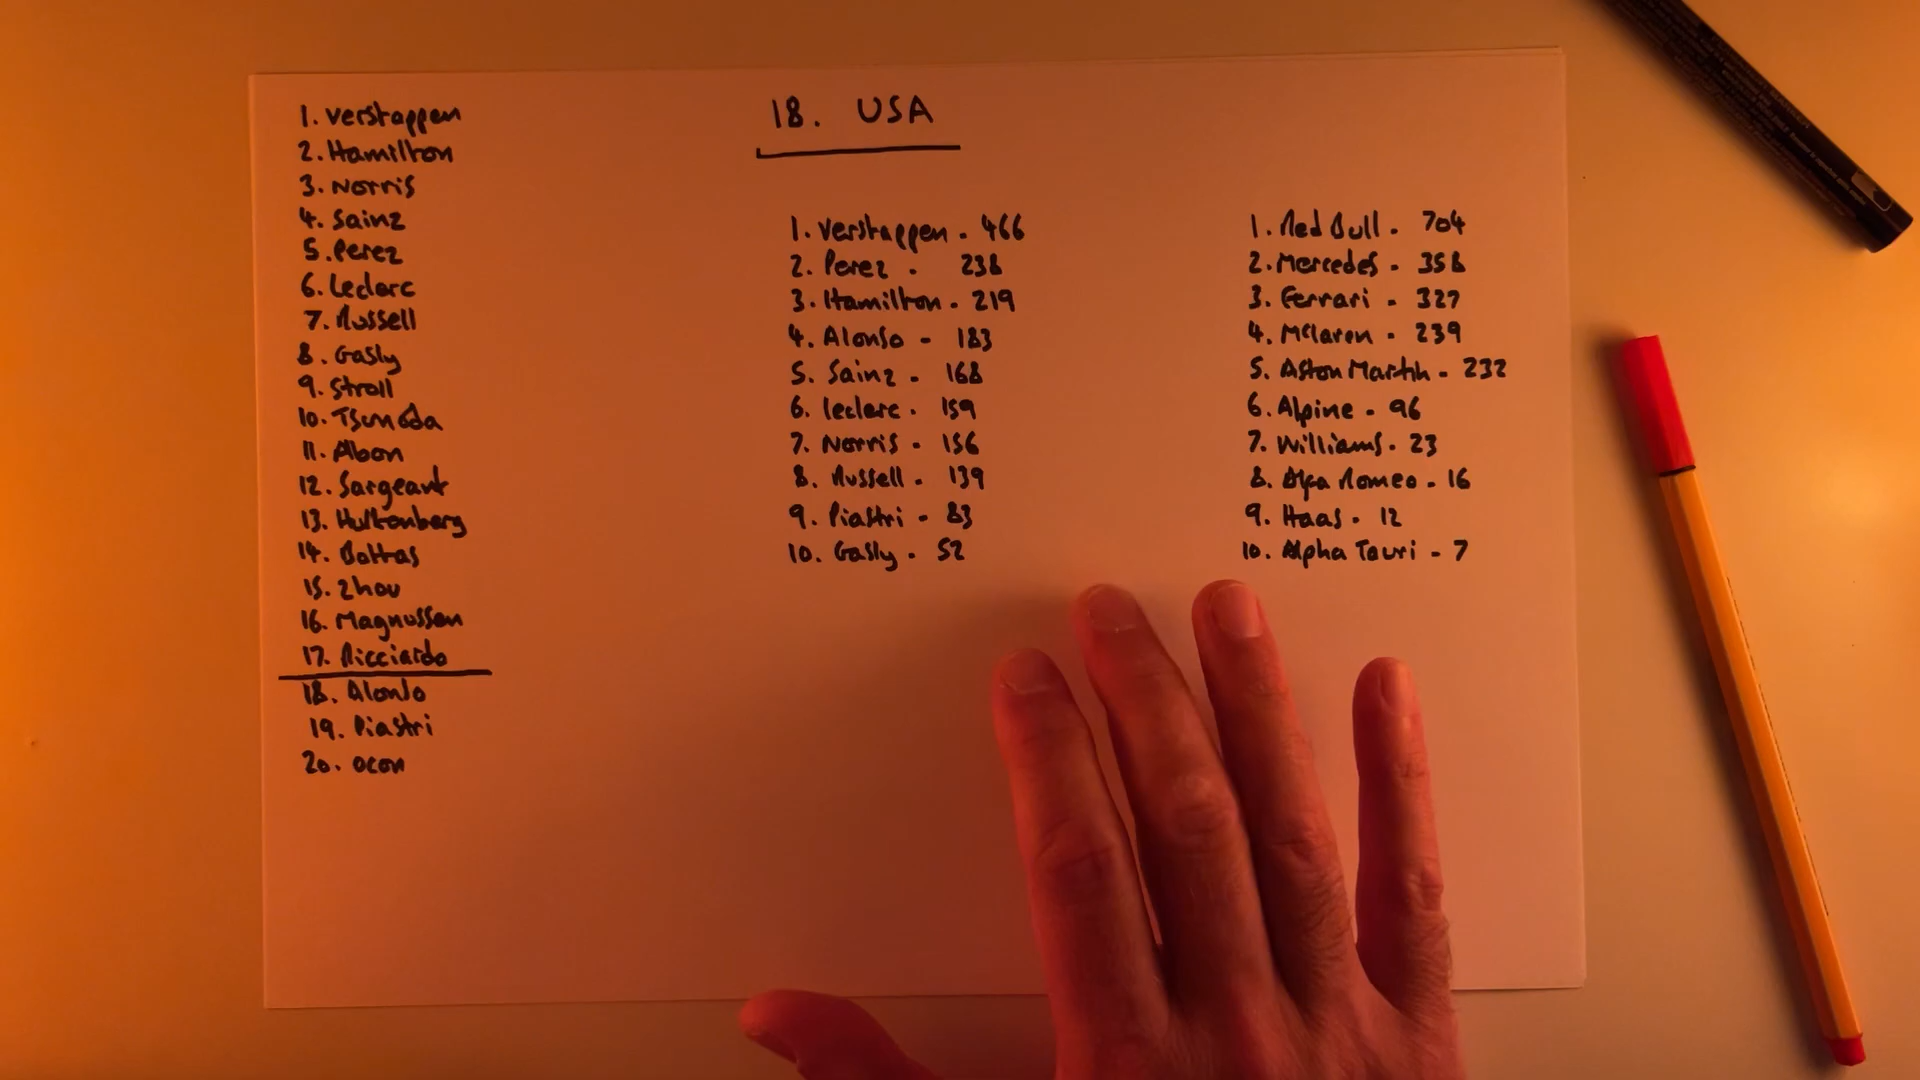 18. USA
1. Verstappen
2. Hamilton
3. Norris
4. Sainz
5. Perez
6. Leclerc
7. Russell
8. Gasly
9. Stroll
10. Tsunoda
11. Albon
12. Sargeant
13. Hulkenberg
14. Bottas
15. Zhou
16. Magnussen
17. Ricciardo
18. Alonso
19. Piastri
20. Ocon
1. Verstappen - 466
2. Perez - 238
3. Hamilton - 219
4. Alonso - 183
5. Sainz - 168
6. Leclerc - 159
7. Norris - 156
8. Russell - 139
9. Piastri - 83
10. Gasly - 52
1. Red Bull - 704
2. Mercedes - 358
3. Ferrari - 327
4. Mclaren - 239
5. Aston Martin - 232
6. Alpine - 96
7. Williams - 23
8. Alfa Romeo - 16
9. Haas - 12
10. Alpha Tauri - 7